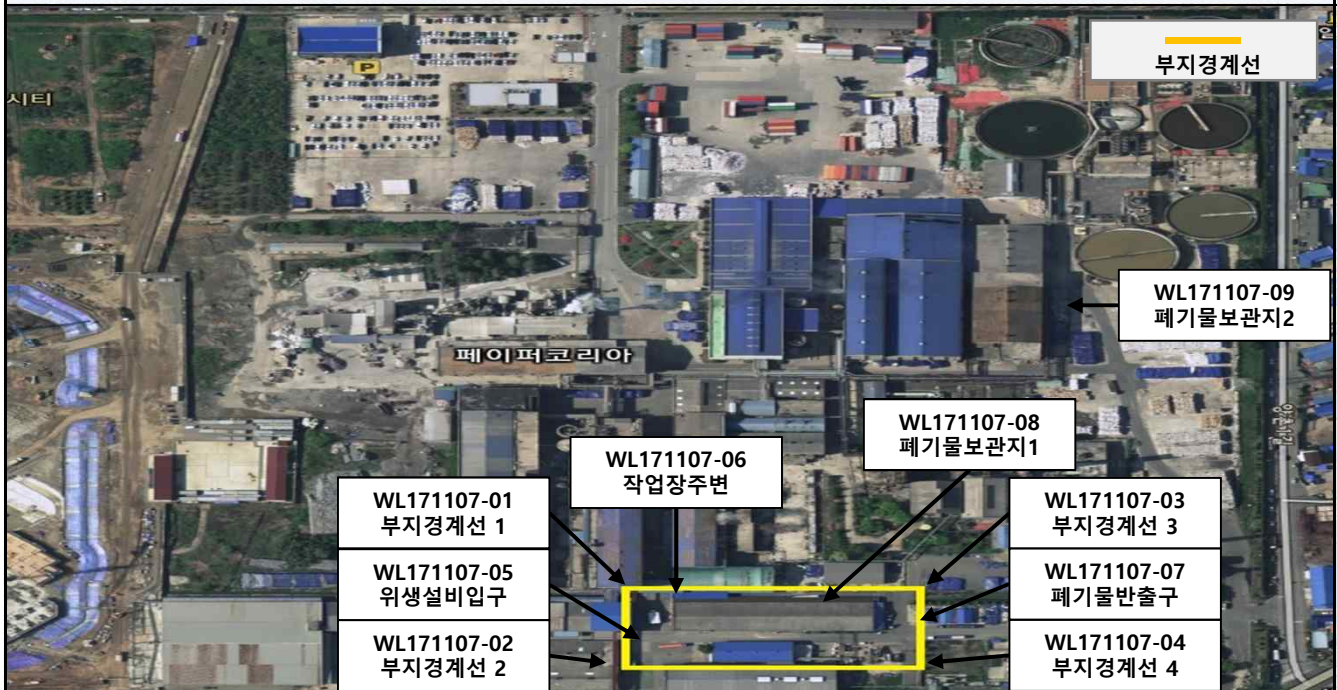 부지경계선
시티
P
WL171107-09
폐기물보관지2
페이퍼코리아
WL171107-08
폐기물보관지1
WL171107-06
작업장주변
WL171107-01
부지경계선 1
WL171107-03
부지경계선 3
WL171107-05
위생설비입구
WL171107-07
폐기물반출구
WL171107-02
부지경계선 2
WL171107-04
부지경계선 4